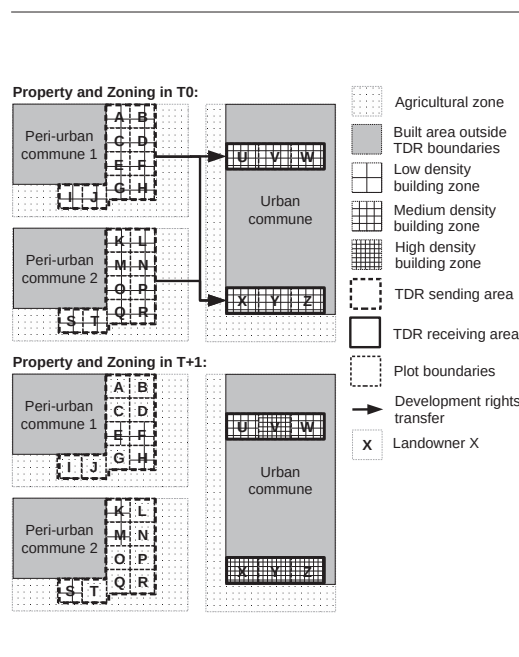 Property and Zoning in T0:
Peri-urban
commune 1
A B
C D
E F
G H
I J
Peri-urban
commune 2
K L
M N
O P
Q R
S T
U V W
Urban
commune
X Y Z
Agricultural zone
Built area outside
TDR boundaries
Low density
building zone
Medium density
building zone
High density
building zone
TDR sending area
TDR receiving area
Plot boundaries
Development rights
transfer
X Landowner X
Property and Zoning in T+1:
Peri-urban
commune 1
A B
C D
E F
G H
I J
Peri-urban
commune 2
K L
M N
O P
Q R
S T
U V W
Urban
commune
X Y Z